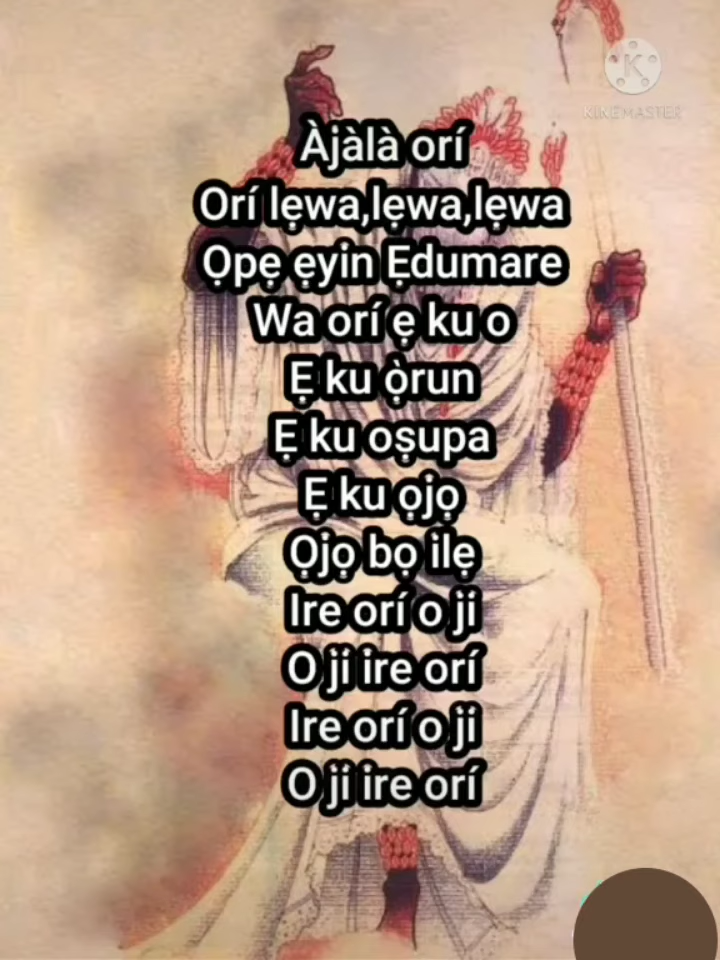 KINEMASTER
Àjàlà orí
Orí lẹwa,lẹwa,lẹwa
Ọpẹ ẹyin Ẹdumare
Wa orí ẹ ku o
Ẹ ku ọ̀run
Ẹ ku oṣupa
Ẹ ku ọjọ
Ọjọ bọ ilẹ
Ire orí o ji
O ji ire orí
Ire orí o ji
O ji ire orí